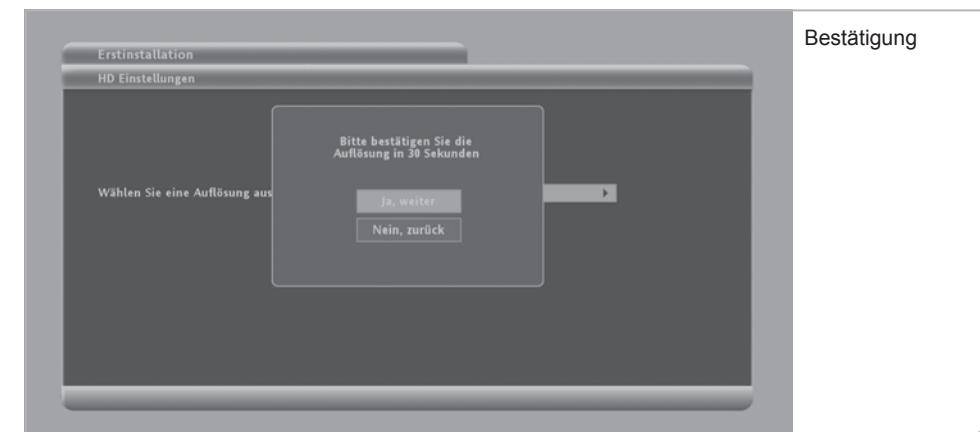 Erstinstallation
HD Einstellungen
Bitte bestätigen Sie die
Auflösung in 30 Sekunden
Wählen Sie eine Auflösung aus
Ja, weiter
Nein, zurück
Bestätigung